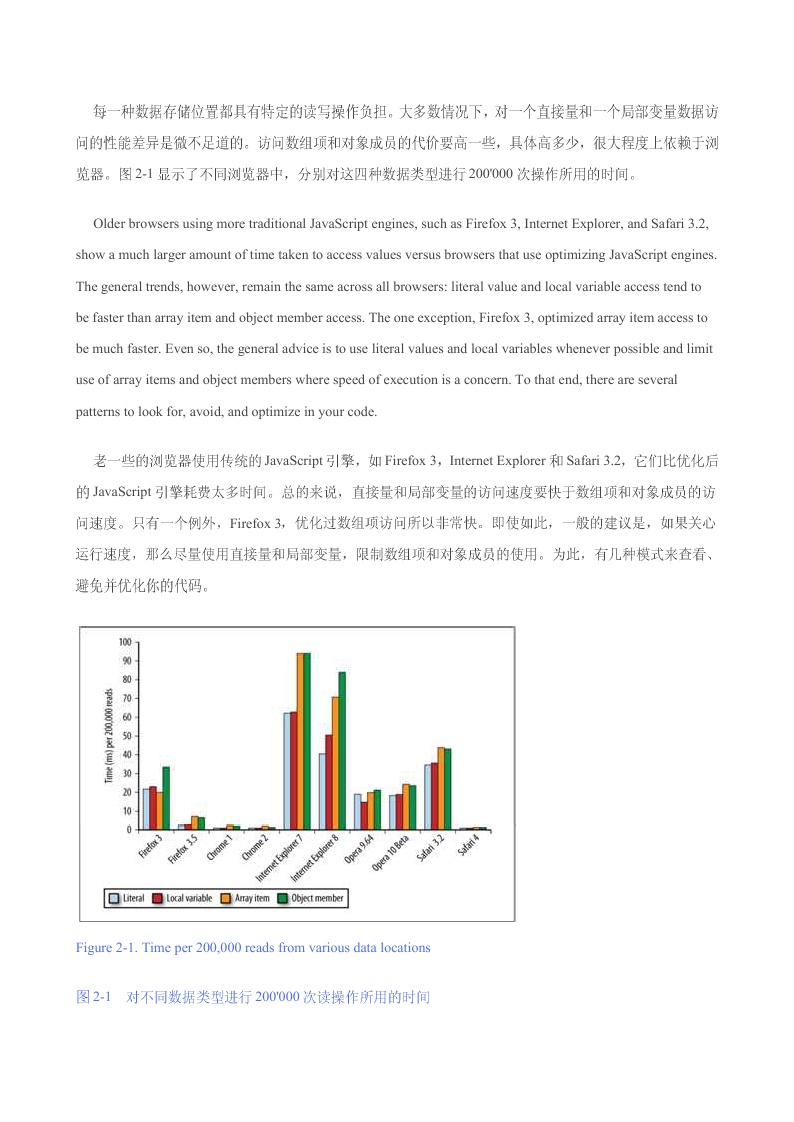 每一种数据存储位置都具有特定的读写操作负担。大多数情况下，对一个直接量和一个局部变量数据访
问的性能差异是微不足道的。访问数组项和对象成员的代价要高一些，具体高多少，很大程度上依赖于浏
览器。图 2-1 显示了不同浏览器中，分别对这四种数据类型进行 200'000 次操作所用的时间。
Older browsers using more traditional JavaScript engines, such as Firefox 3, Internet Explorer, and Safari 3.2,
show a much larger amount of time taken to access values versus browsers that use optimizing JavaScript engines.
The general trends, however, remain the same across all browsers: literal value and local variable access tend to
be faster than array item and object member access. The one exception, Firefox 3, optimized array item access to
be much faster. Even so, the general advice is to use literal values and local variables whenever possible and limit
use of array items and object members where speed of execution is a concern. To that end, there are several
patterns to look for, avoid, and optimize in your code.
老一些的浏览器使用传统的 JavaScript 引擎，如 Firefox 3，Internet Explorer 和 Safari 3.2，它们比优化后
的 JavaScript 引擎耗费太多时间。总的来说，直接量和局部变量的访问速度要快于数组项和对象成员的访
问速度。只有一个例外，Firefox 3，优化过数组项访问所以非常快。即使如此，一般的建议是，如果关心
运行速度，那么尽量使用直接量和局部变量，限制数组项和对象成员的使用。为此，有几种模式来查看、
避免并优化你的代码。
Time (ms) per 200,000 reads
100
90
80
70
60
50
40
30
20
10
0
Firefox 3
Firefox 3.5
Chrome 1
Chrome 2
Internet Explorer 7
Internet Explorer 8
Opera 9.64
Opera 10 Beta
Safari 3.2
Safari 4
Literal Local variable Array item Object member
Figure 2-1. Time per 200,000 reads from various data locations
图 2-1 对不同数据类型进行 200'000 次读操作所用的时间